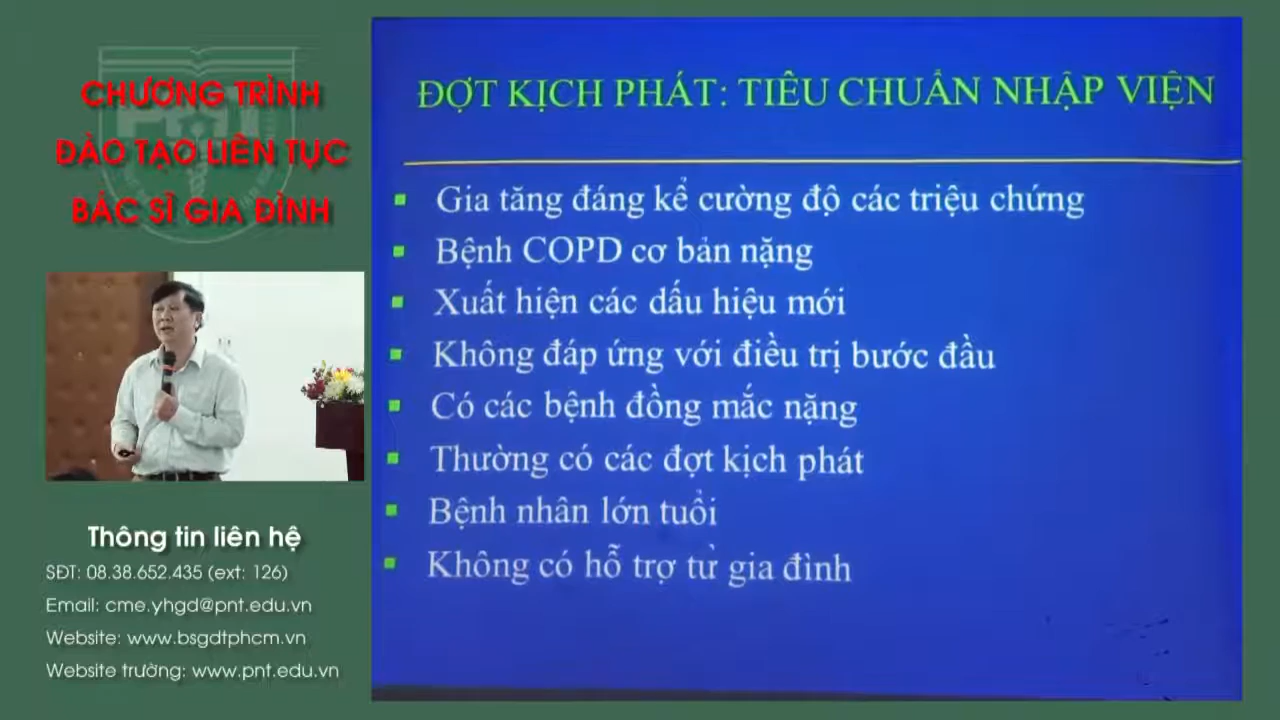 CHƯƠNG TRÌNH
ĐÀO TẠO LIÊN TỤC
BÁC SĨ GIA ĐÌNH
Thông tin liên hệ
SĐT: 08.38.652.435 (ext: 126)
Email: cme.yhgd@pnt.edu.vn
Website: www.bsgdtphcm.vn
Website trường: www.pnt.edu.vn
ĐỢT KỊCH PHÁT: TIÊU CHUẨN NHẬP VIỆN
▪ Gia tăng đáng kể cường độ các triệu chứng
▪ Bệnh COPD cơ bản nặng
▪ Xuất hiện các dấu hiệu mới
▪ Không đáp ứng với điều trị bước đầu
▪ Có các bệnh đồng mắc nặng
▪ Thường có các đợt kịch phát
▪ Bệnh nhân lớn tuổi
▪ Không có hỗ trợ từ gia đình